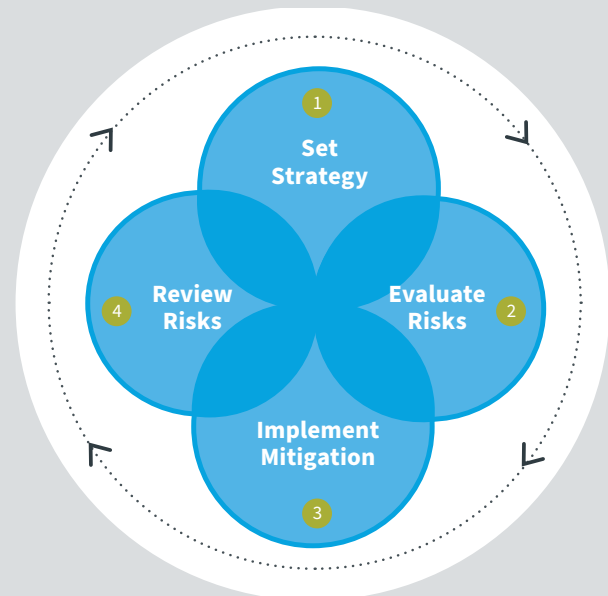 1
Set
Strategy
Evaluate
Risks
2
Implement
Mitigation
3
Review
Risks
4